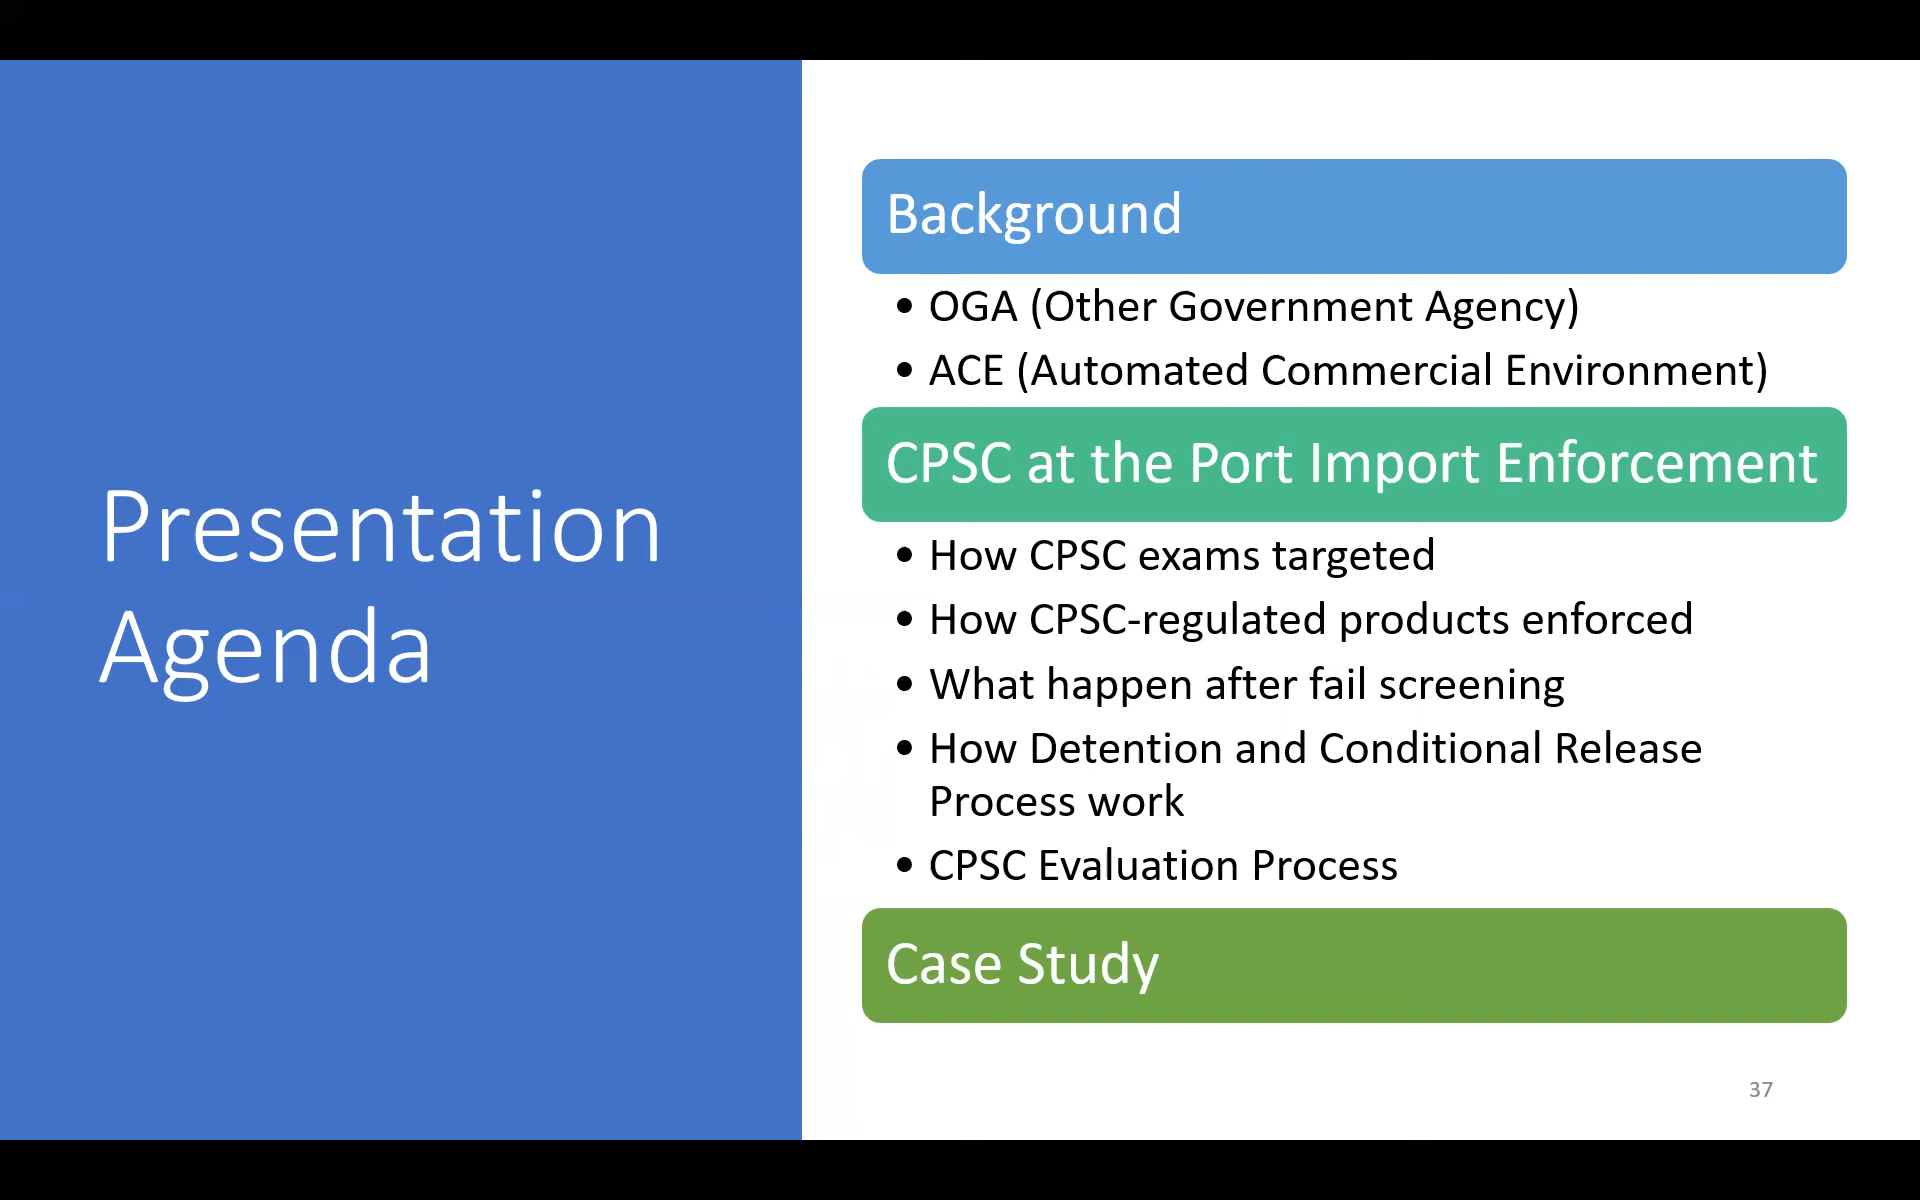 Presentation
Agenda
Background
• OGA (Other Government Agency)
• ACE (Automated Commercial Environment)
CPSC at the Port Import Enforcement
• How CPSC exams targeted
• How CPSC-regulated products enforced
• What happen after fail screening
• How Detention and Conditional Release
Process work
• CPSC Evaluation Process
Case Study
37